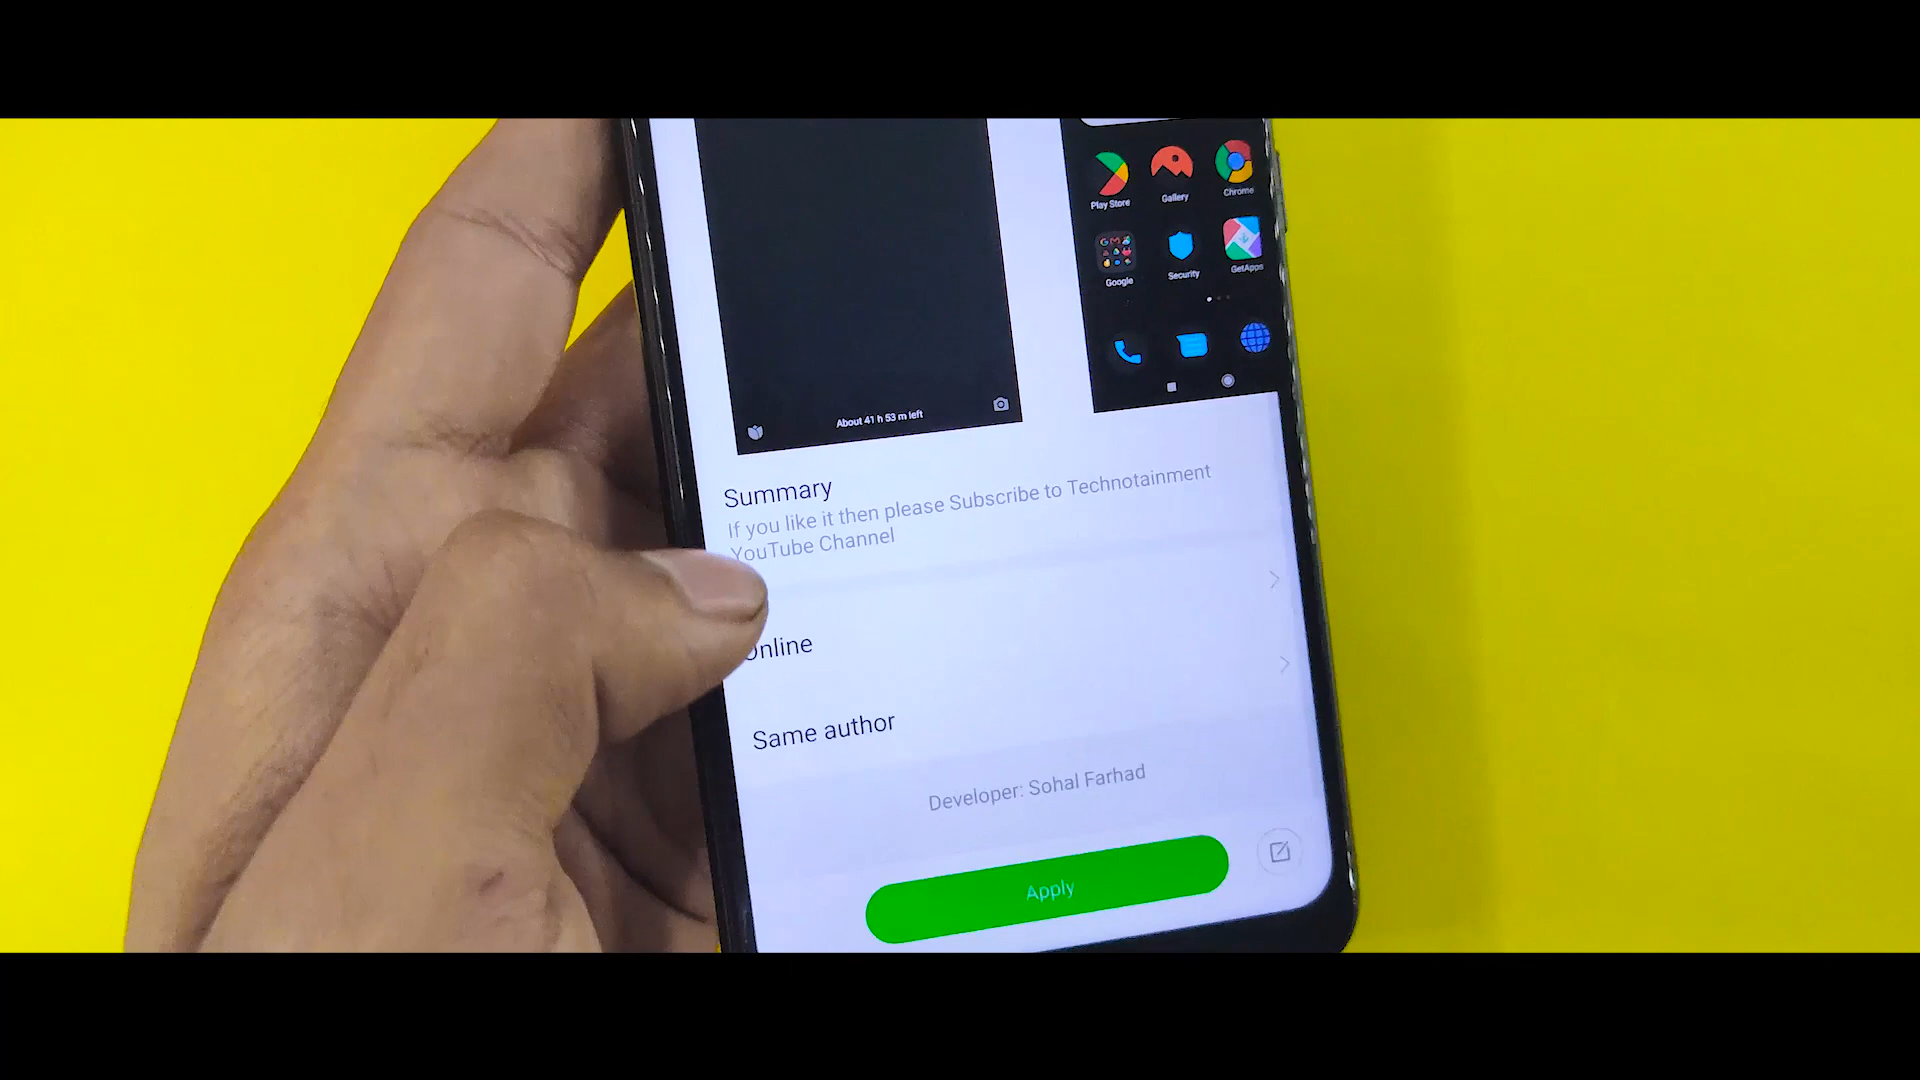 Play Store
Gallery
Chrome
Google
Security
GetApps
About 41 h 53 m left
Summary
If you like it then please Subscribe to Technotainment
YouTube Channel
Online
Same author
Developer: Sohal Farhad
Apply